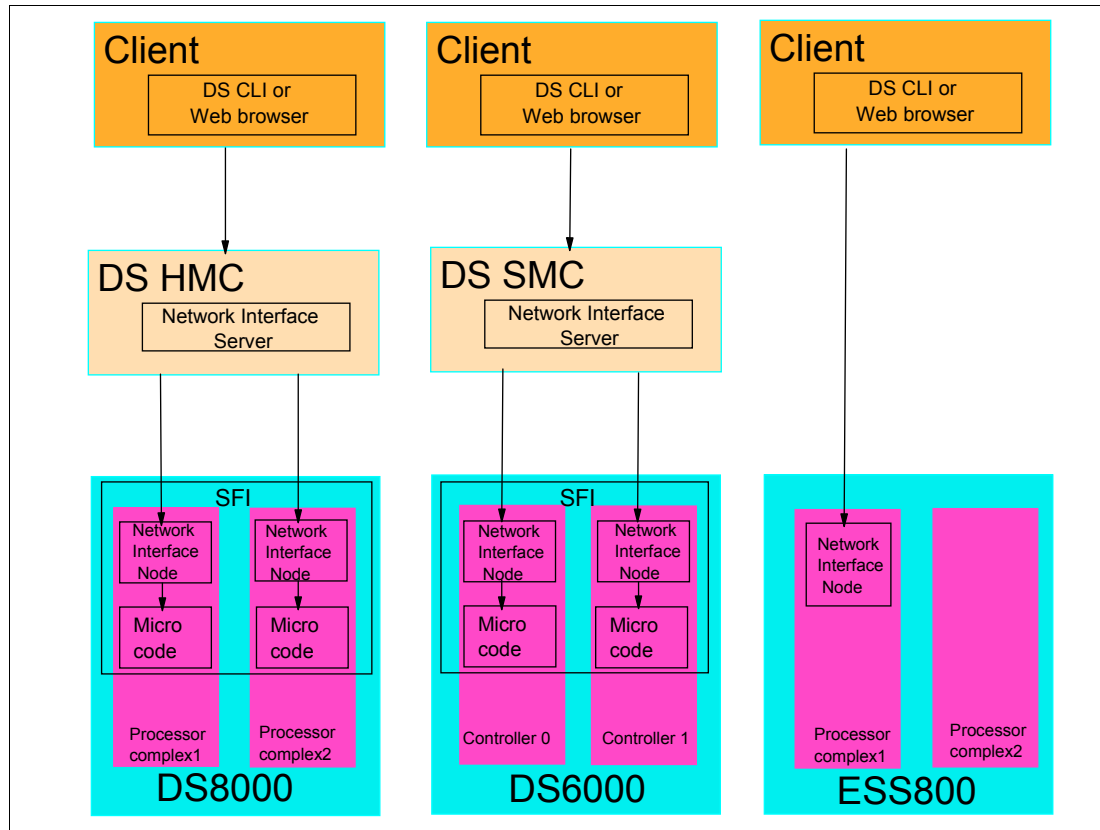 Client
DS CLI or
Web browser
Client
DS CLI or
Web browser
Client
DS CLI or
Web browser
DS HMC
Network Interface
Server
DS SMC
Network Interface
Server
SFI
Network
Interface
Node
Micro
code
Processor
complex1
Network
Interface
Node
Micro
code
Processor
complex2
DS8000
SFI
Network
Interface
Node
Micro
code
Controller 0
Network
Interface
Node
Micro
code
Controller 1
DS6000
Network
Interface
Node
Processor
complex1
Processor
complex2
ESS800